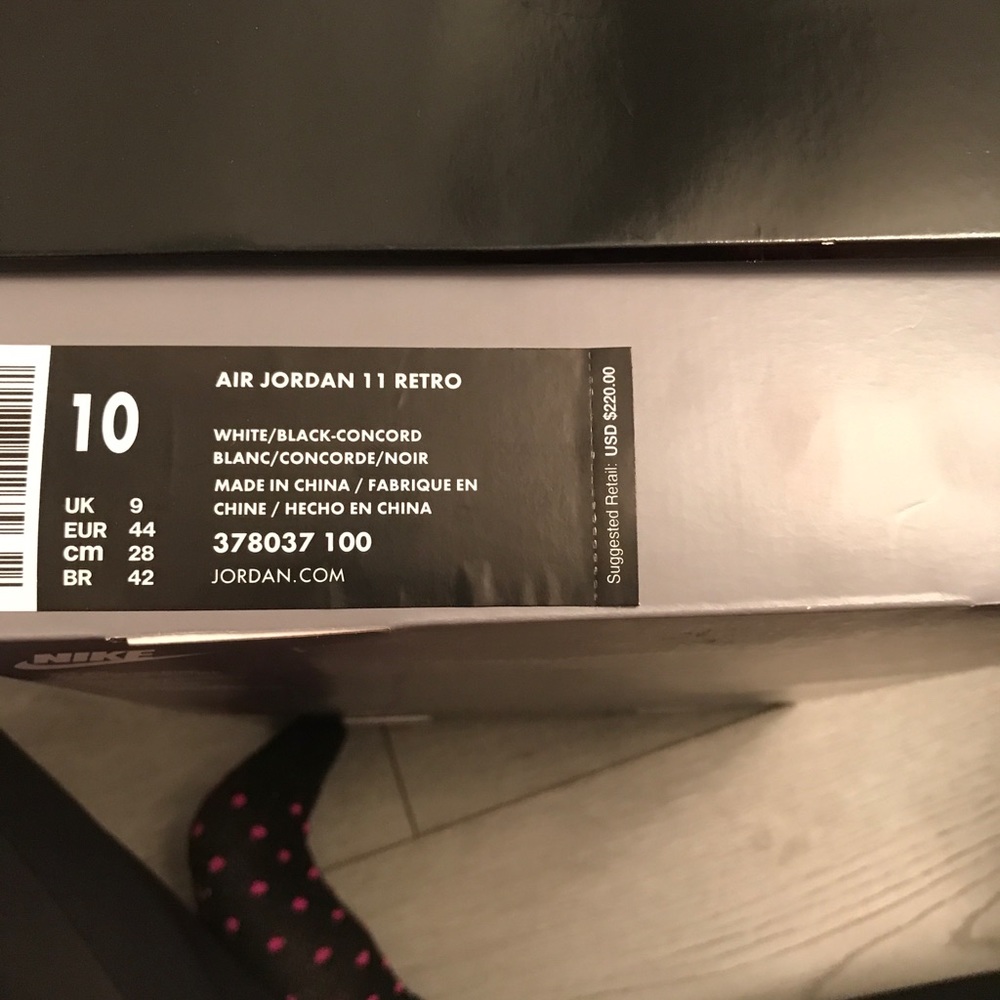 10
UK 9
EUR 44
cm 28
BR 42
AIR JORDAN 11 RETRO
WHITE/BLACK-CONCORD
BLANC/CONCORDE/NOIR
MADE IN CHINA / FABRIQUE EN
CHINE / HECHO EN CHINA
378037 100
JORDAN.COM
Suggested Retail: USD $220.00
NIKE